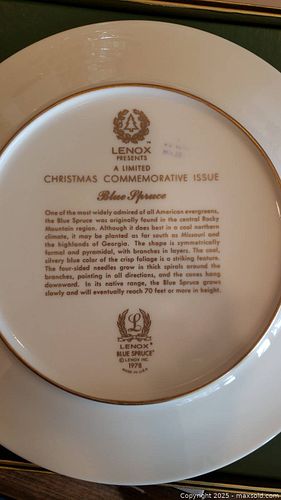 LENOX
PRESENTS
A LIMITED
CHRISTMAS COMMEMORATIVE ISSUE
Blue Spruce
One of the most widely admired of all American evergreens,
the Blue Spruce was originally found in the central Rocky
Mountain region. Although it does best in a cool northern
climate, it may be planted as far south as Missouri and
the highlands of Georgia. The shape is symmetrically
formal and pyramidal, with branches in layers. The cool,
silvery blue color of the crisp foliage is a striking feature.
The four-sided needles grow in thick spirals around the
branches, pointing in all directions, and the cones hang
downward. In its native range, the Blue Spruce grows
slowly and will eventually reach 70 feet or more in height.
L
LENOX®
BLUE SPRUCE
© LENOX INC.
1978
MADE IN U.S.A.
Copyright © 2025 - maxsold.com